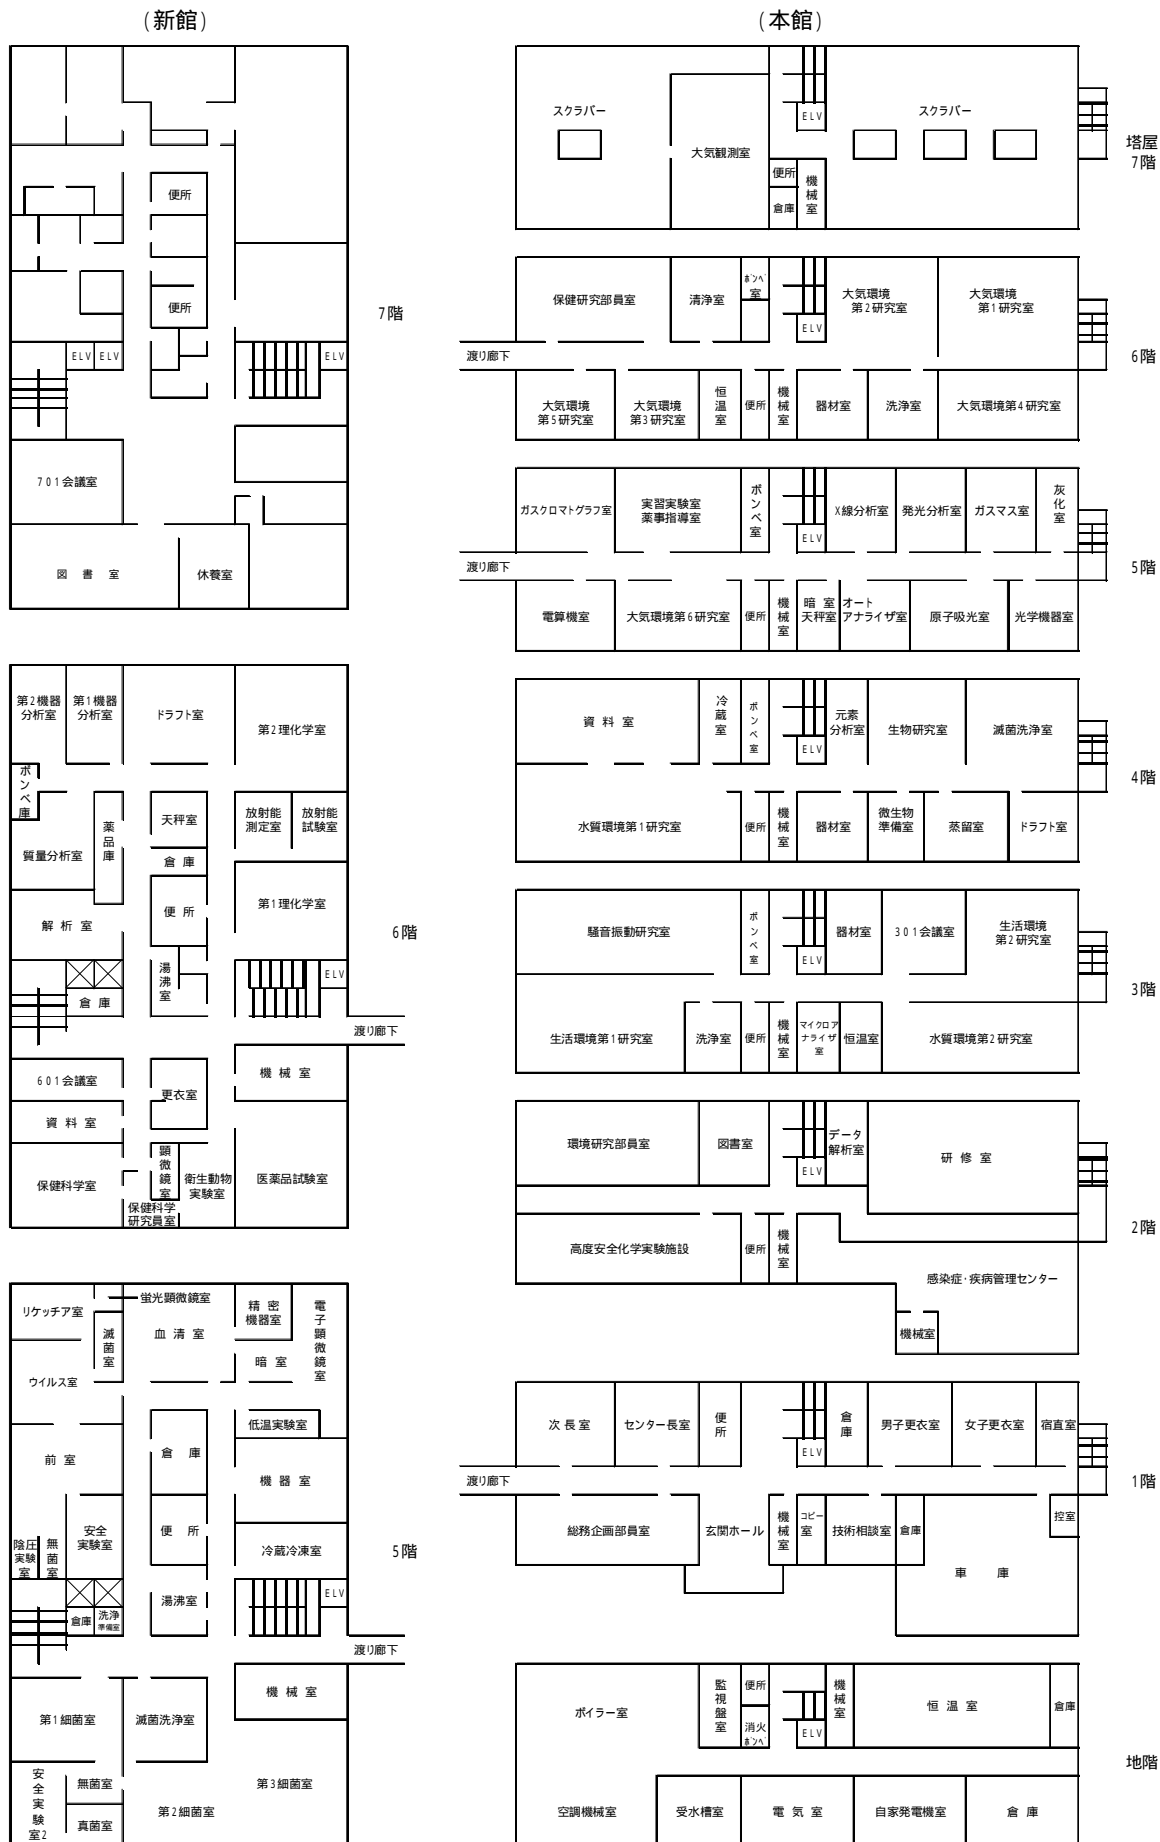 (新館)
便所
便所
ELV ELV ELV
701会議室
図書室 休養室
7階
第2機器
分析室
第1機器
分析室
ドラフト室
第2理化学室
ボンベ庫
薬品庫
天秤室
放射能
測定室
放射能
試験室
質量分析室
倉庫
便所
第1理化学室
解析室
湯沸室
倉庫
ELV
渡り廊下
601会議室
更衣室
機械室
資料室
顕微鏡室
保健科学室
保健科学
研究員室
衛生動物
実験室
医薬品試験室
6階
リケッチア室
蛍光顕微鏡室
滅菌室
血清室
精密
機器室
電子顕微鏡室
暗室
ウイルス室
低温実験室
前室
倉庫
機器室
陰圧
実験
室
無菌室
安全
実験室
便所
冷蔵冷凍室
湯沸室
倉庫
洗浄
準備室
ELV
渡り廊下
機械室
第1細菌室
滅菌洗浄室
安全実験室2
無菌室
真菌室
第2細菌室
第3細菌室
5階
(本館)
スクラバー
大気観測室
ELV
便所
倉庫
機械室
スクラバー
塔屋
7階
保健研究部員室
清浄室
ボンベ
室
ELV
大気環境
第2研究室
大気環境
第1研究室
渡り廊下
大気環境
第5研究室
大気環境
第3研究室
恒温室
便所
機械室
器材室
洗浄室
大気環境第4研究室
6階
ガスクロマトグラフ室
実習実験室
薬事指導室
ボンベ室
ELV
X線分析室
発光分析室
ガスマス室
灰化室
渡り廊下
電算機室
大気環境第6研究室
便所
機械室
暗室
天秤室
オート
アナライザ室
原子吸光室
光学機器室
5階
資料室
冷蔵室
ボンベ室
ELV
元素
分析室
生物研究室
滅菌洗浄室
水質環境第1研究室
便所
機械室
器材室
微生物
準備室
蒸留室
ドラフト室
4階
騒音振動研究室
ボンベ室
ELV
器材室
301会議室
生活環境
第2研究室
生活環境第1研究室
洗浄室
便所
機械室
マイクロア
ナライザ
室
恒温室
水質環境第2研究室
3階
環境研究部員室
図書室
ELV
データ
解析室
研修室
高度安全化学実験施設
便所
機械室
感染症・疾病管理センター
機械室
2階
次長室
センター長室
便所
ELV
倉庫
男子更衣室
女子更衣室
宿直室
渡り廊下
総務企画部員室
玄関ホール
機械室
コピー
室
技術相談室
倉庫
控室
車庫
1階
ボイラー室
監視盤室
便所
消火
ボンベ
ELV
機械室
恒温室
倉庫
空調機械室
受水槽室
電気室
自家発電機室
倉庫
地階